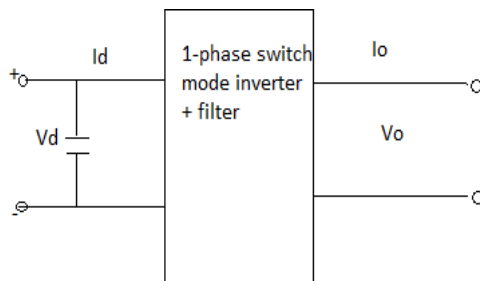 +
Id
1-phase switch
mode inverter
+ filter
Io
Vd
Vo
-